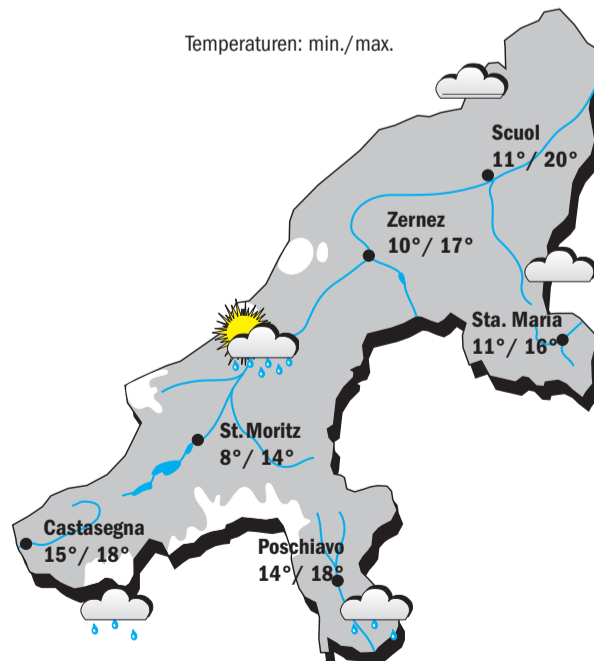 Temperaturen: min./max.
Scuol
11°/ 20°
Zernez
10°/ 17°
Sta. Maria
11°/ 16°
St. Moritz
8°/ 14°
Castasegna
15°/ 18°
Poschiavo
14°/ 18°